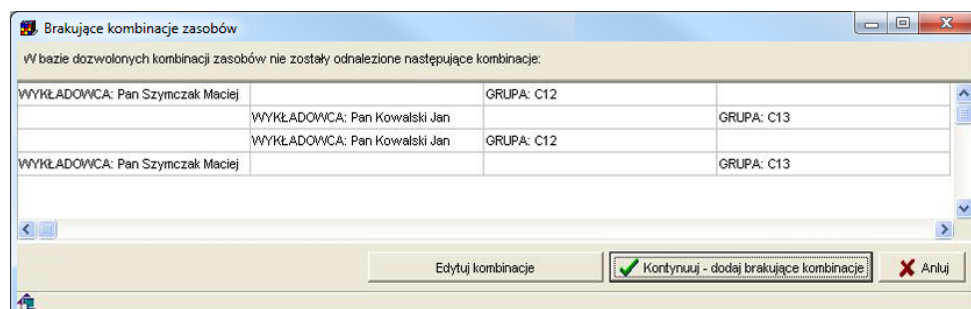 Brakujące kombinacje zasobów
W bazie dozwolonych kombinacji zasobów nie zostały odnalezione następujące kombinacje:
WYKŁADOWCA: Pan Szymczak Maciej GRUPA: C12
WYKŁADOWCA: Pan Kowalski Jan GRUPA: C13
WYKŁADOWCA: Pan Kowalski Jan GRUPA: C12
WYKŁADOWCA: Pan Szymczak Maciej GRUPA: C13
Edytuj kombinacje Kontynuuj - dodaj brakujące kombinacje Anluj